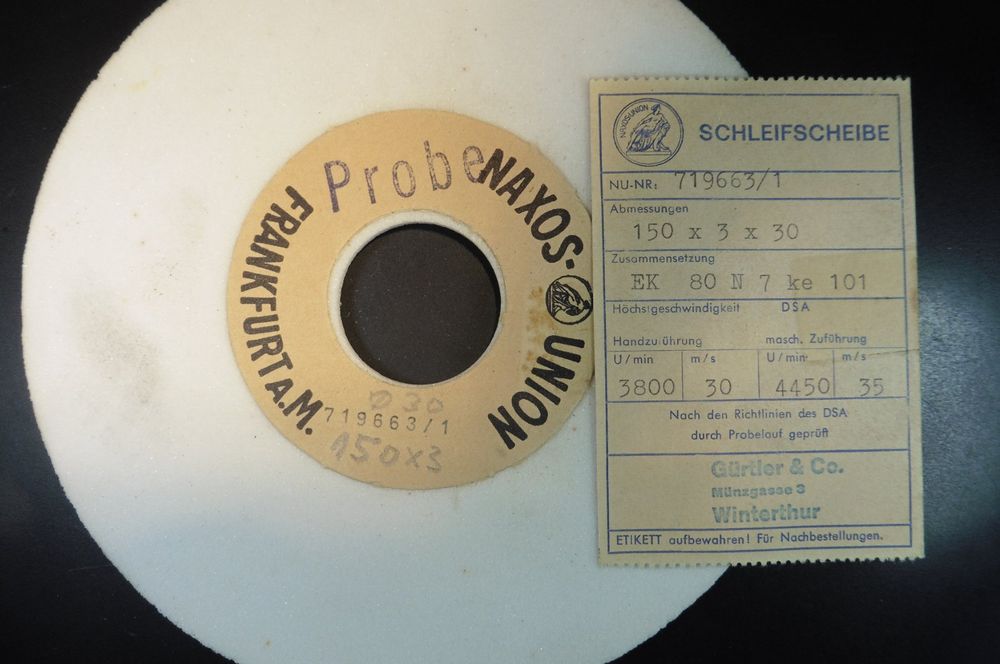 Probe
NAXOS-
UNION
FRANKFURT A.M.
Ø 30
719663/1
150x3
NAXOS-UNION
SCHLEIFSCHEIBE
NU-NR: 719663/1
Abmessungen
150 x 3 x 30
Zusammensetzung
EK 80 N 7 ke 101
Höchstgeschwindigkeit DSA
Handzuführung masch. Zuführung
U/min m/s U/min m/s
3800 30 4450 35
Nach den Richtlinien des DSA
durch Probelauf geprüft
Gürtler & Co.
Münzgasse 3
Winterthur
ETIKETT aufbewahren! Für Nachbestellungen.